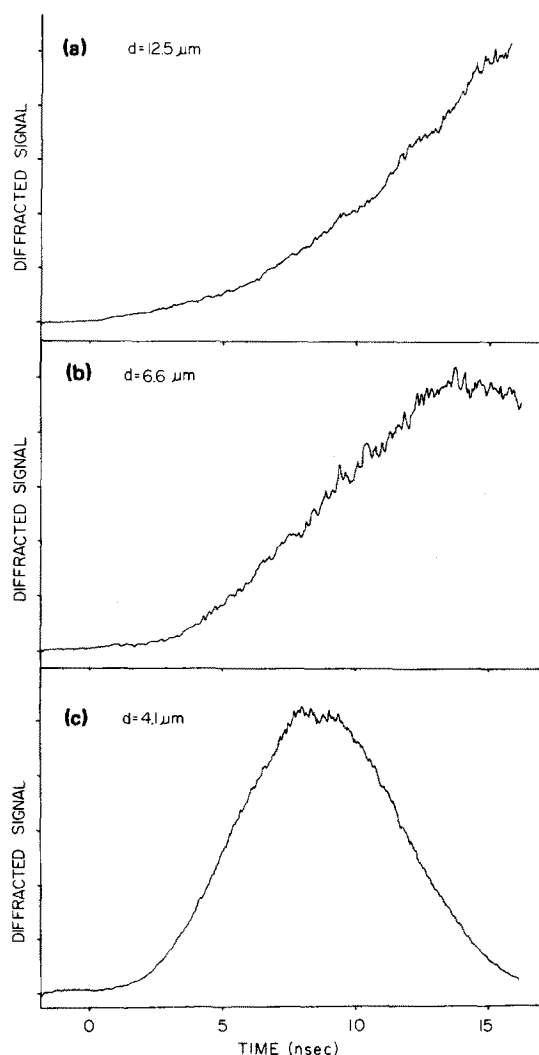 (a) d=12.5 μm
DIFFRACTED SIGNAL
(b) d=6.6 μm
DIFFRACTED SIGNAL
(c) d=4.1 μm
DIFFRACTED SIGNAL
0 5 10 15
TIME (nsec)